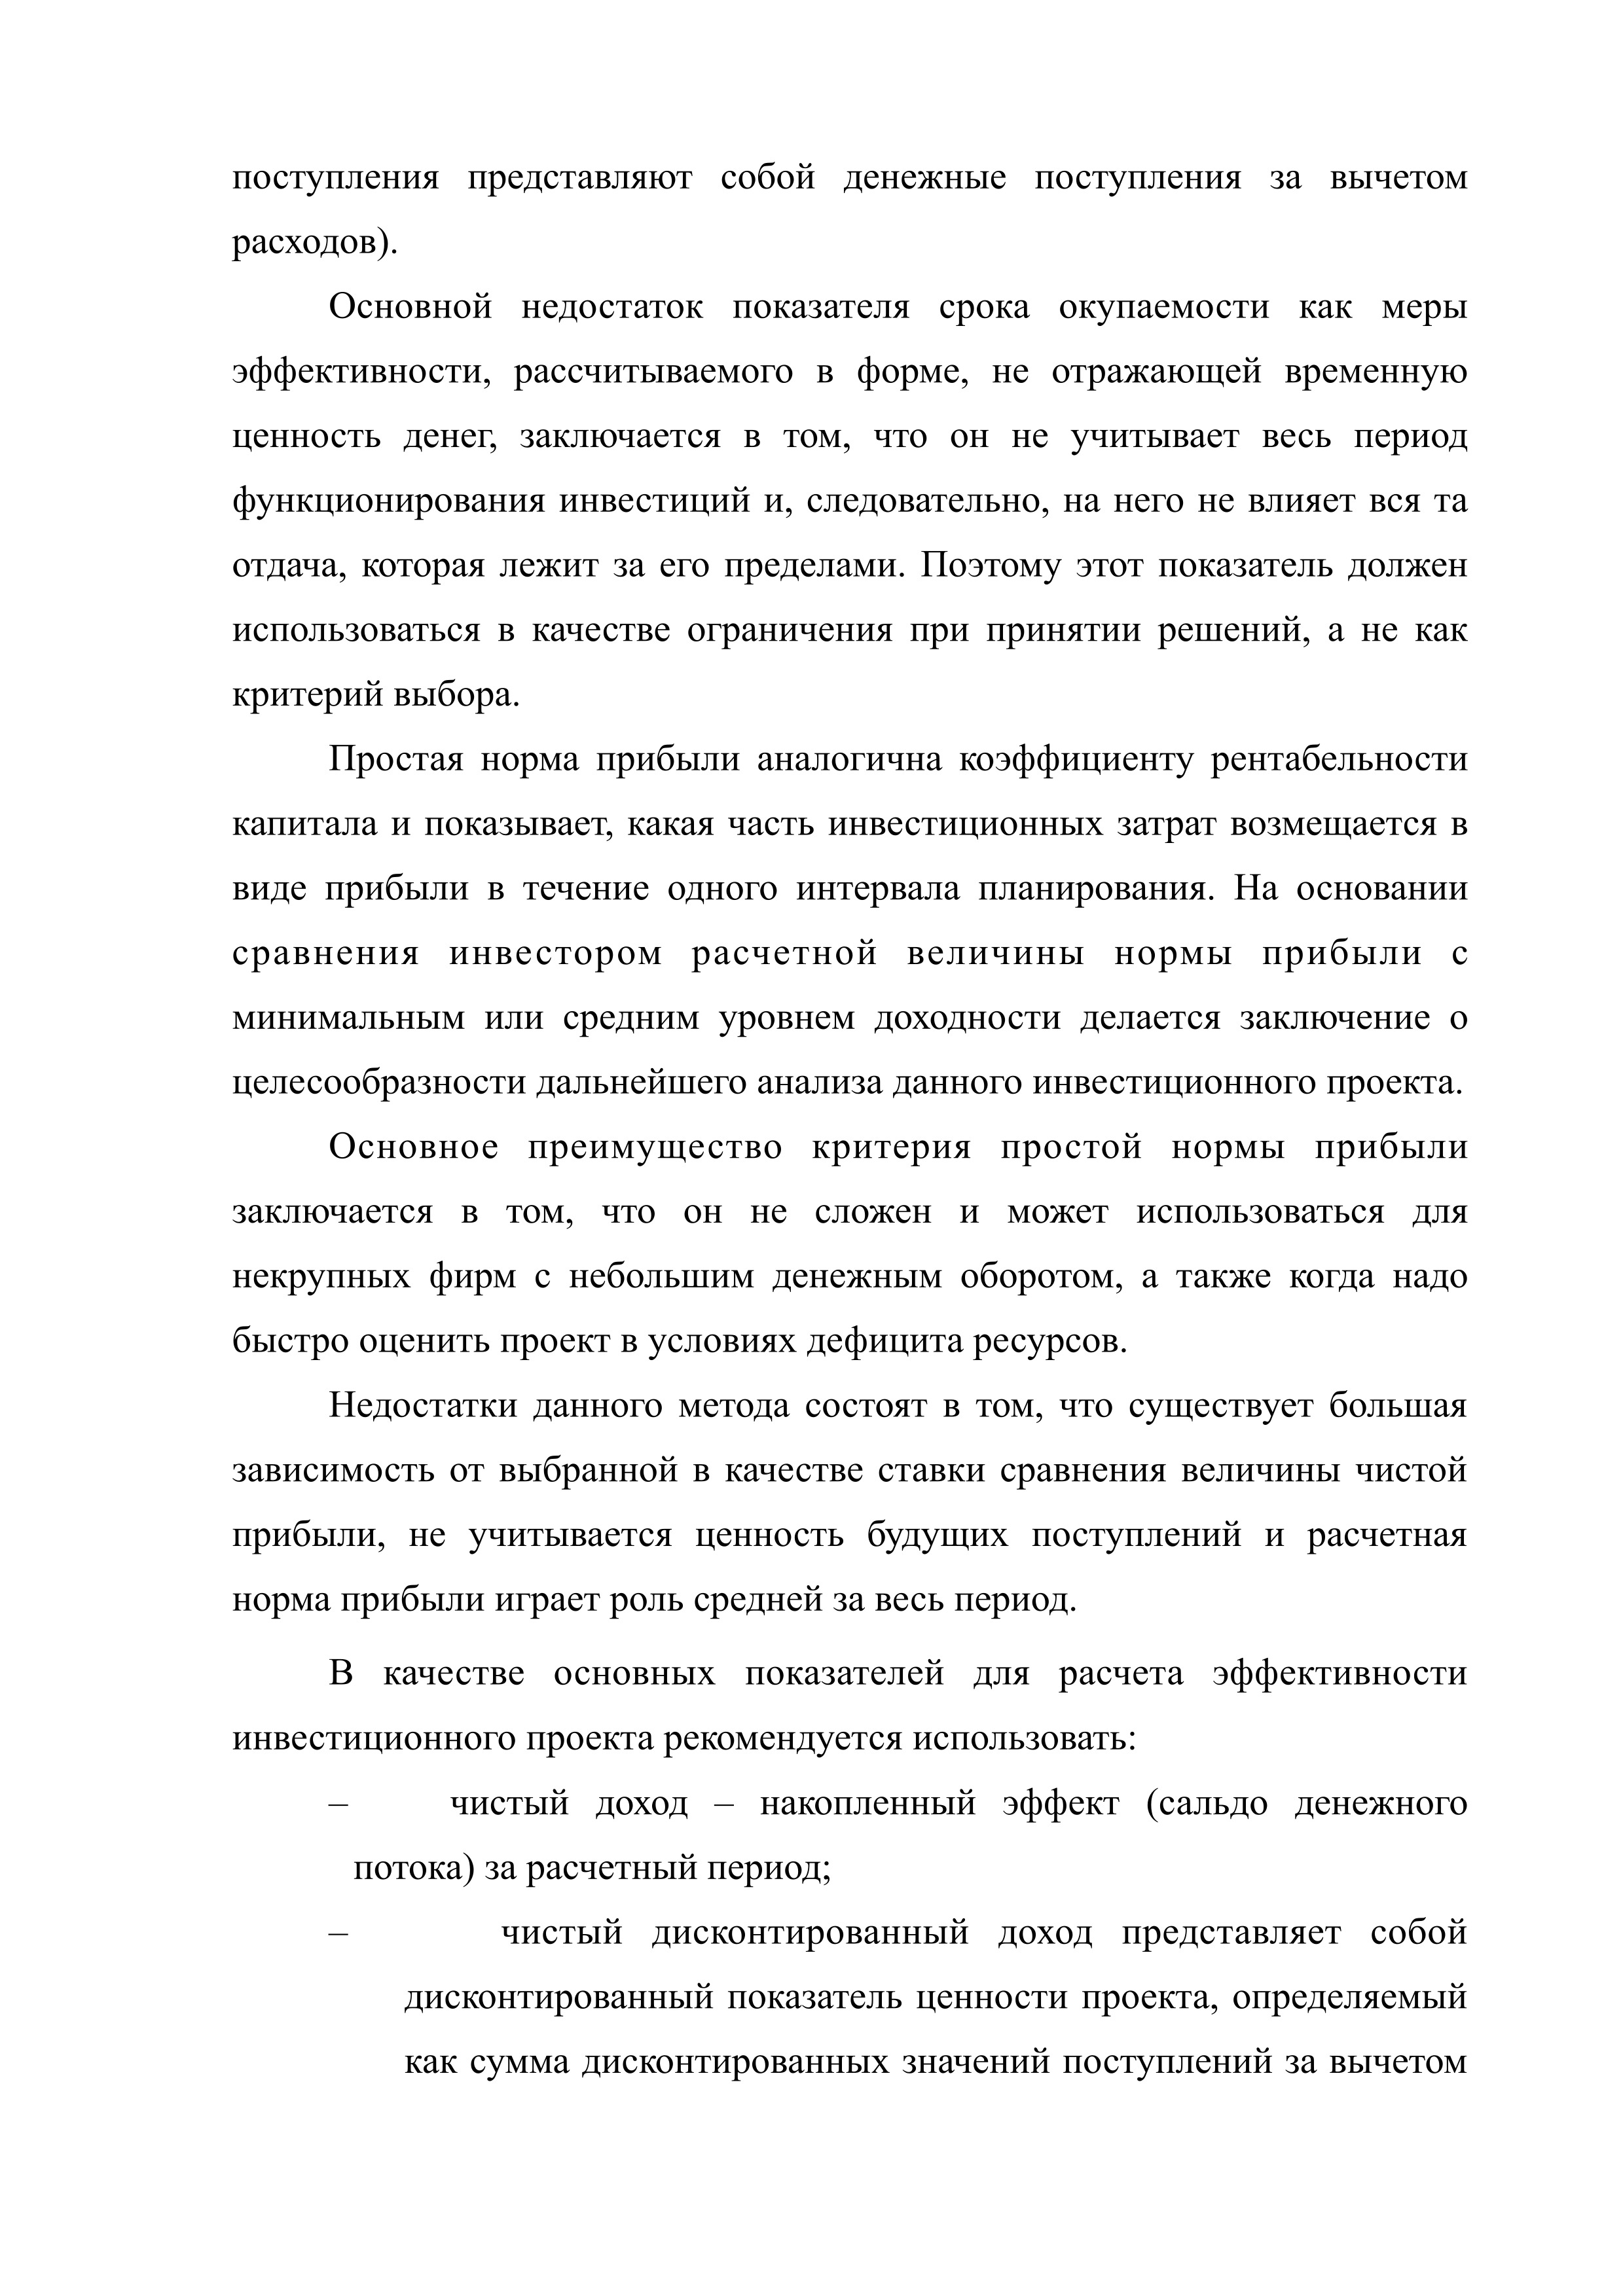 поступления представляют собой денежные поступления за вычетом
расходов).
Основной недостаток показателя срока окупаемости как меры
эффективности, рассчитываемого в форме, не отражающей временную
ценность денег, заключается в том, что он не учитывает весь период
функционирования инвестиций и, следовательно, на него не влияет вся та
отдача, которая лежит за его пределами. Поэтому этот показатель должен
использоваться в качестве ограничения при принятии решений, а не как
критерий выбора.
Простая норма прибыли аналогична коэффициенту рентабельности
капитала и показывает, какая часть инвестиционных затрат возмещается в
виде прибыли в течение одного интервала планирования. На основании
сравнения инвестором расчетной величины нормы прибыли с
минимальным или средним уровнем доходности делается заключение о
целесообразности дальнейшего анализа данного инвестиционного проекта.
Основное преимущество критерия простой нормы прибыли
заключается в том, что он не сложен и может использоваться для
некрупных фирм с небольшим денежным оборотом, а также когда надо
быстро оценить проект в условиях дефицита ресурсов.
Недостатки данного метода состоят в том, что существует большая
зависимость от выбранной в качестве ставки сравнения величины чистой
прибыли, не учитывается ценность будущих поступлений и расчетная
норма прибыли играет роль средней за весь период.
В качестве основных показателей для расчета эффективности
инвестиционного проекта рекомендуется использовать:
– чистый доход – накопленный эффект (сальдо денежного
потока) за расчетный период;
– чистый дисконтированный доход представляет собой
дисконтированный показатель ценности проекта, определяемый
как сумма дисконтированных значений поступлений за вычетом